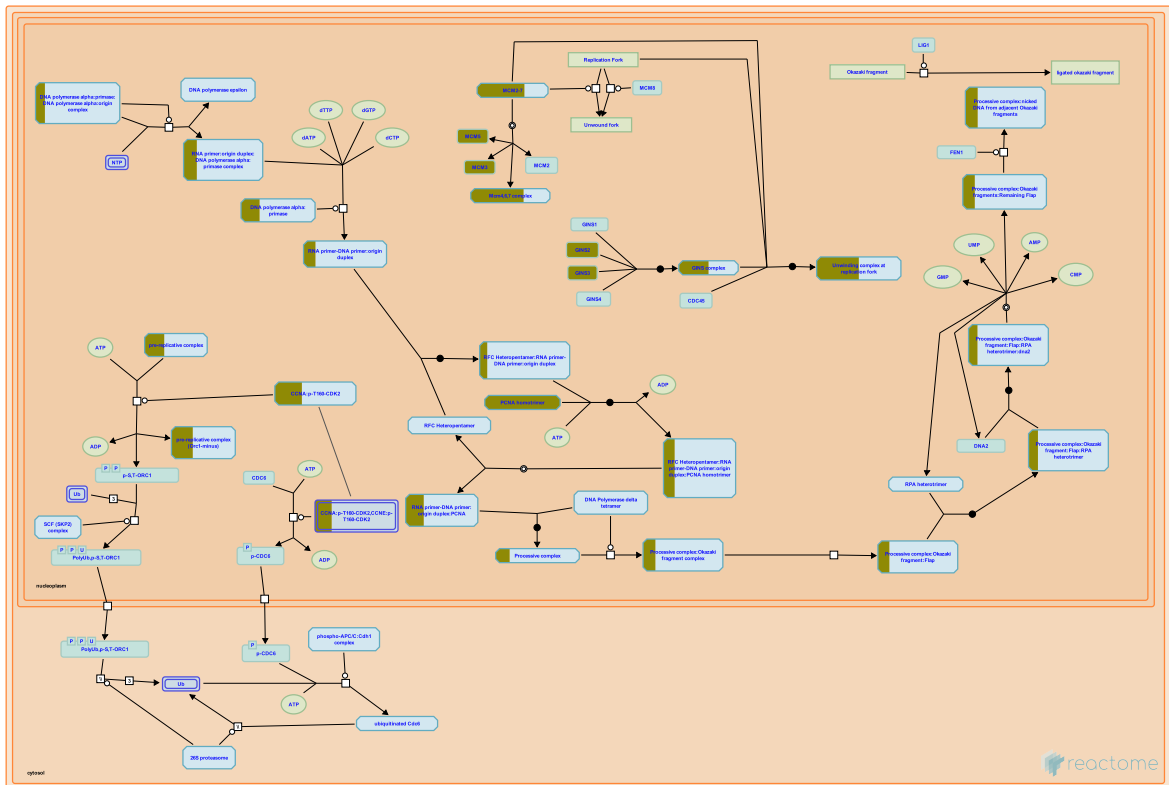 LIG1
Okazaki fragment
ligated okazaki fragment
Replication Fork
MCM2-7
MCM8
Unwound fork
DNA polymerase alpha:primase:
DNA polymerase alpha:origin
complex
DNA polymerase epsilon
NTP
RNA primer:origin duplex:
DNA polymerase alpha:
primase complex
dTTP
dGTP
dATP
dCTP
DNA polymerase alpha:
primase
RNA primer-DNA primer:origin
duplex
MCM5
MCM3
MCM2
Mcm4,6,7 complex
GINS1
GINS2
GINS3
GINS4
GINS complex
CDC45
Unwinding complex at
replication fork
Processive complex:nicked
DNA from adjacent Okazaki
fragments
FEN1
Processive complex:Okazaki
fragments:Remaining Flap
UMP
AMP
GMP
CMP
Processive complex:Okazaki
fragment:Flap:RPA
heterotrimer:dna2
DNA2
Processive complex:Okazaki
fragment:Flap:RPA
heterotrimer
RPA heterotrimer
Processive complex:Okazaki
fragment:Flap
ATP
pre-replicative complex
CCNA:p-T160-CDK2
ADP
pre-replicative complex
(Orc1-minus)
P P
p-S,T-ORC1
Ub
3
SCF (SKP2)
complex
P P U
PolyUb,p-S,T-ORC1
CDC6
ATP
CCNA:p-T160-CDK2,CCNE:p-
T160-CDK2
P
p-CDC6
ADP
RFC Heteropentamer:RNA primer-
DNA primer:origin duplex
PCNA homotrimer
ADP
ATP
RFC Heteropentamer
RFC Heteropentamer:RNA
primer-DNA primer:origin
duplex:PCNA homotrimer
RNA primer-DNA primer:
origin duplex:PCNA
DNA Polymerase delta
tetramer
Processive complex
Processive complex:Okazaki
fragment complex
nucleoplasm
P P U
PolyUb,p-S,T-ORC1
P
p-CDC6
phospho-APC/C:Cdh1
complex
3
Ub
ATP
ubiquitinated Cdc6
26S proteasome
cytosol
reactome